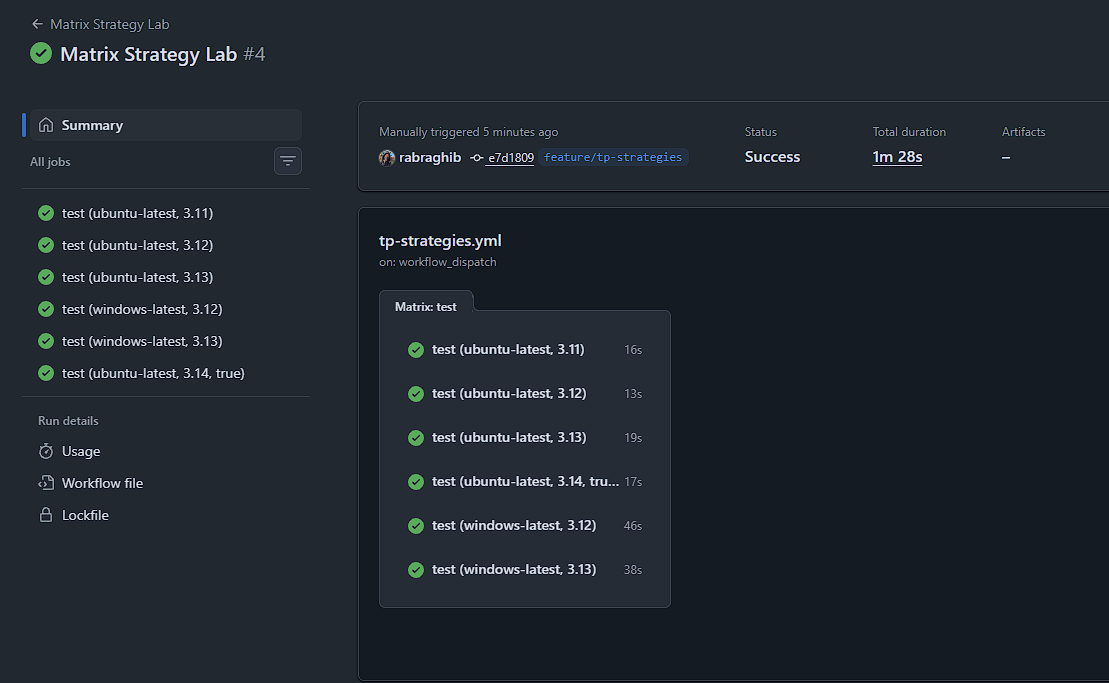 Matrix Strategy Lab
Matrix Strategy Lab #4
Summary
All jobs
test (ubuntu-latest, 3.11)
test (ubuntu-latest, 3.12)
test (ubuntu-latest, 3.13)
test (windows-latest, 3.12)
test (windows-latest, 3.13)
test (ubuntu-latest, 3.14, true)
Run details
Usage
Workflow file
Lockfile
Manually triggered 5 minutes ago
rabraghib e7d1809 feature/tp-strategies
Status
Success
Total duration
1m 28s
Artifacts
–
tp-strategies.yml
on: workflow_dispatch
Matrix: test
test (ubuntu-latest, 3.11) 16s
test (ubuntu-latest, 3.12) 13s
test (ubuntu-latest, 3.13) 19s
test (ubuntu-latest, 3.14, tru... 17s
test (windows-latest, 3.12) 46s
test (windows-latest, 3.13) 38s